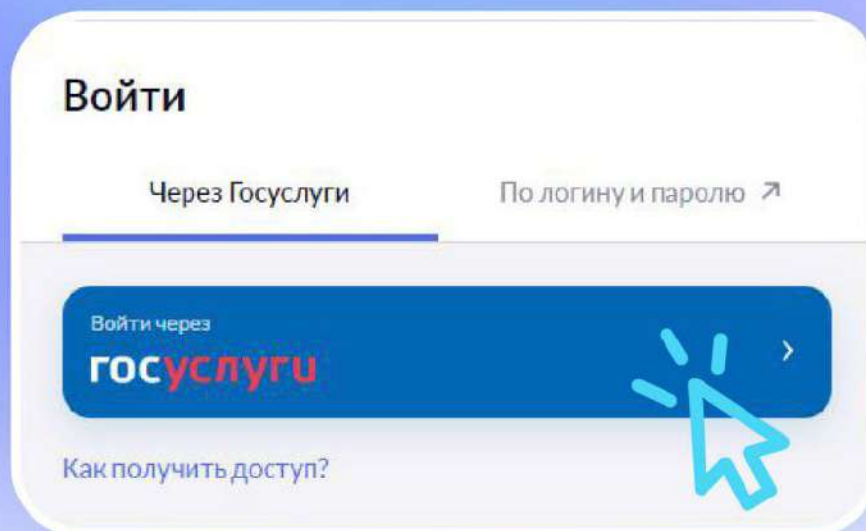 Войти
Через Госуслуги
По логину и паролю
Войти через
госуслуги
Как получить доступ?